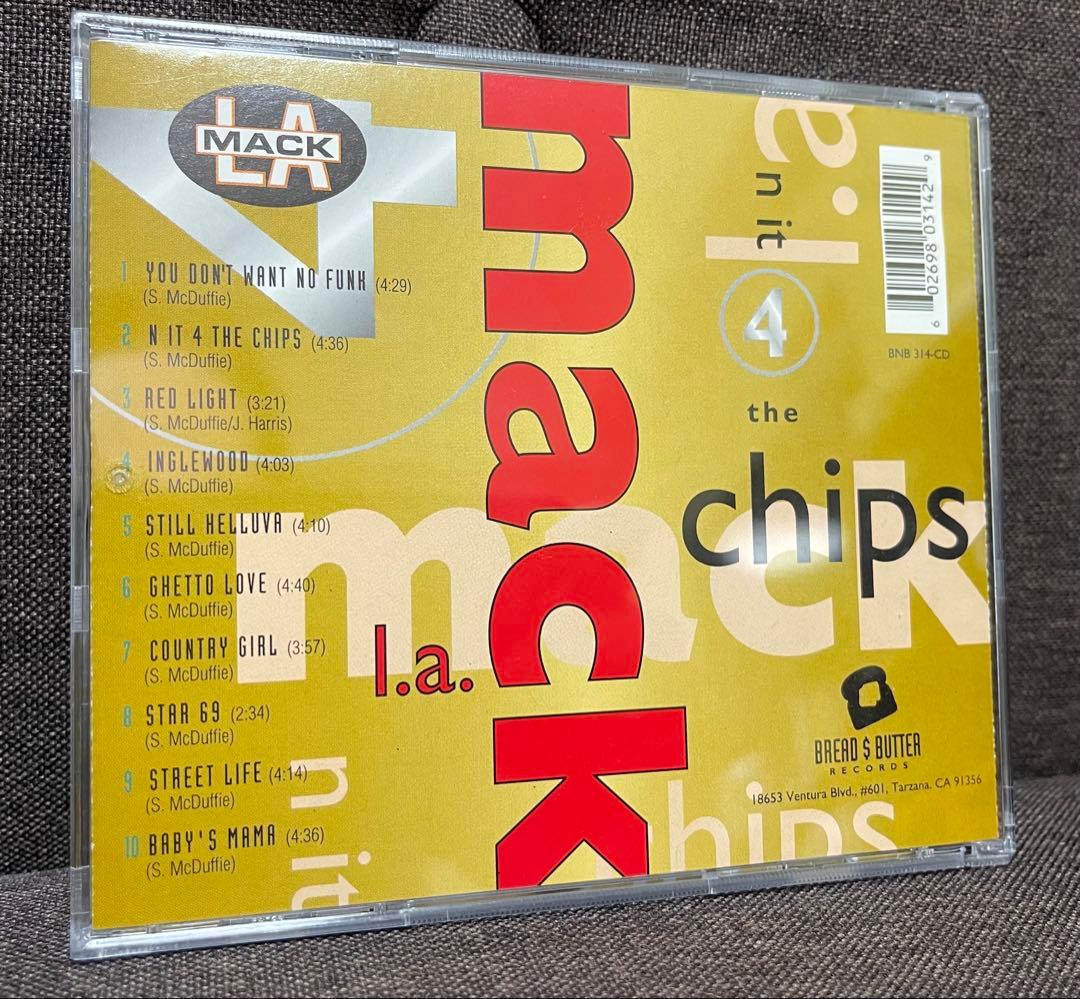 LA
MACK
4
1 YOU DON'T WANT NO FUNK (4:29)
(S. McDuffie)
2 N IT 4 THE CHIPS (4:36)
(S. McDuffie)
3 RED LIGHT (3:21)
(S. McDuffie/J. Harris)
4 INGLEWOOD (4:03)
(S. McDuffie)
5 STILL HELLUVA (4:10)
(S. McDuffie)
6 GHETTO LOVE (4:40)
(S. McDuffie)
7 COUNTRY GIRL (3:57)
(S. McDuffie)
8 STAR 69 (2:34)
(S. McDuffie)
9 STREET LIFE (4:14)
(S. McDuffie)
10 BABY'S MAMA (4:36)
(S. McDuffie)
l.a.
mack
mack
n it
chips
l.a.
n it
4
the
chips
6 02698 03142 9
BNB 314-CD
BREAD $ BUTTER
RECORDS
18653 Ventura Blvd., #601, Tarzana. CA 91356